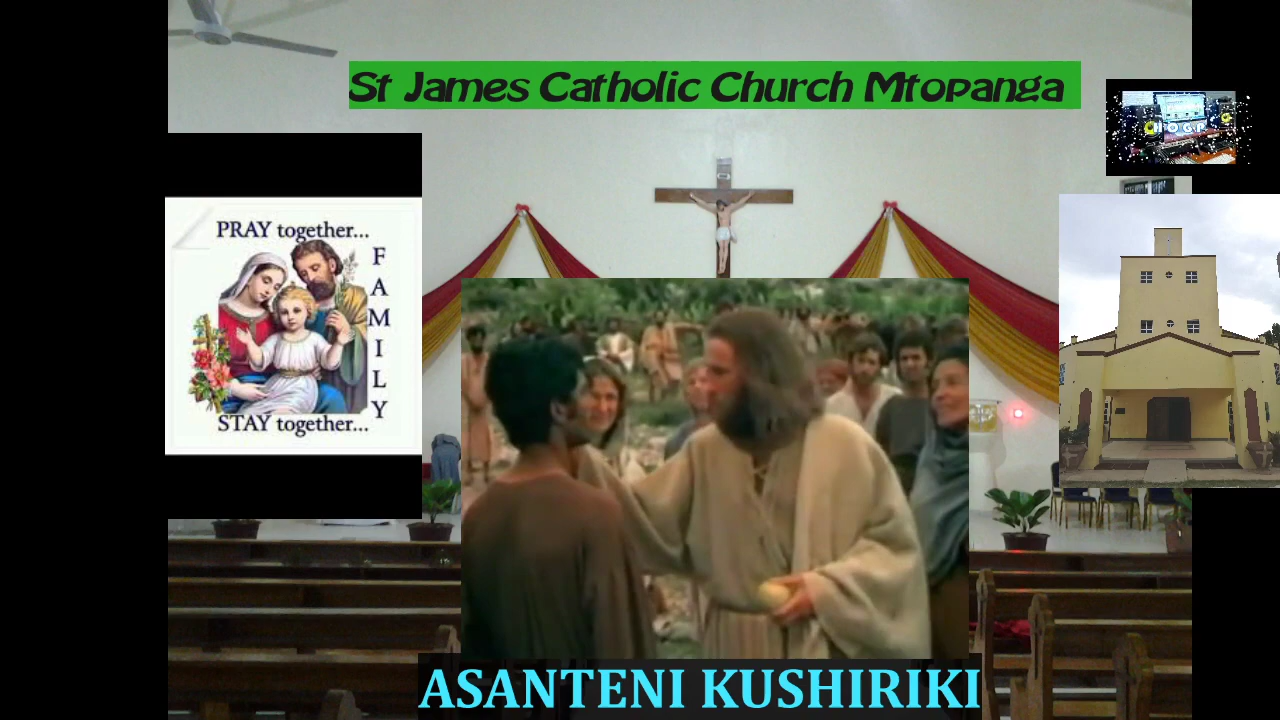 St James Catholic Church Mtopanga
H O G P
PRAY together...
FAMILY
STAY together...
ASANTENI KUSHIRIKI